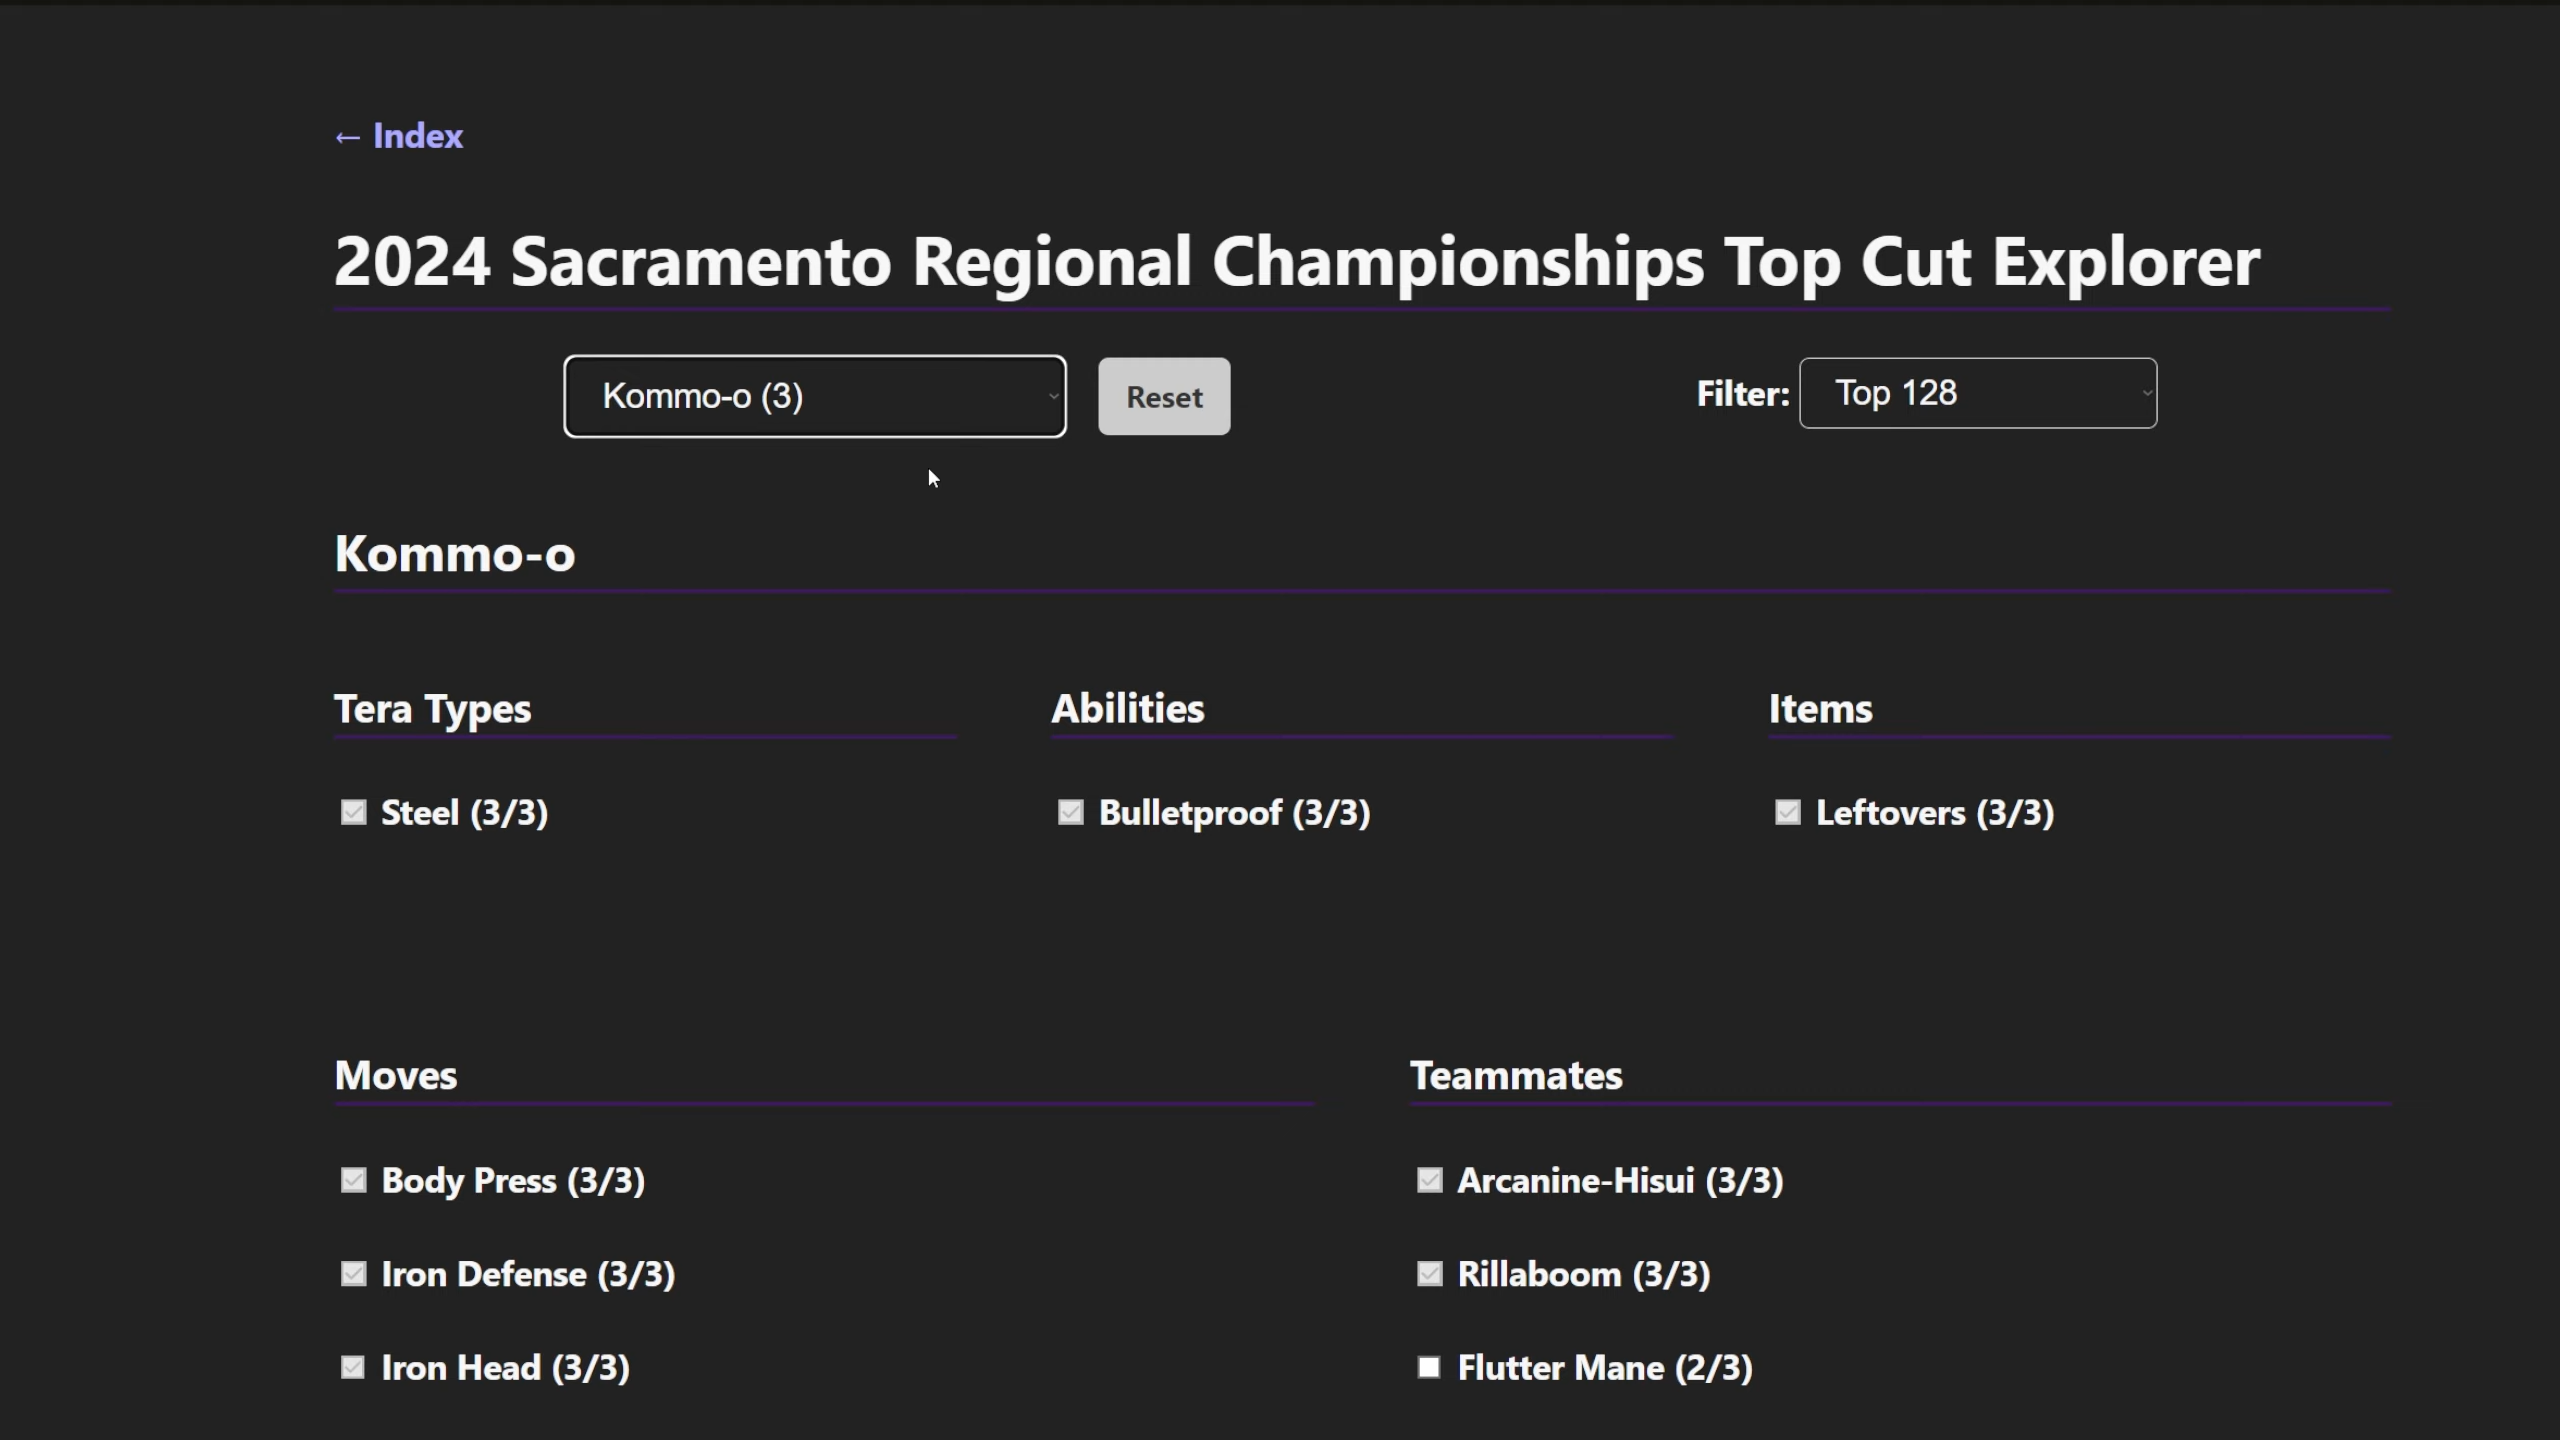 ← Index
2024 Sacramento Regional Championships Top Cut Explorer
Kommo-o (3)
Reset
Filter: Top 128
Kommo-o
Tera Types
Abilities
Items
Steel (3/3)
Bulletproof (3/3)
Leftovers (3/3)
Moves
Teammates
Body Press (3/3)
Arcanine-Hisui (3/3)
Iron Defense (3/3)
Rillaboom (3/3)
Iron Head (3/3)
Flutter Mane (2/3)